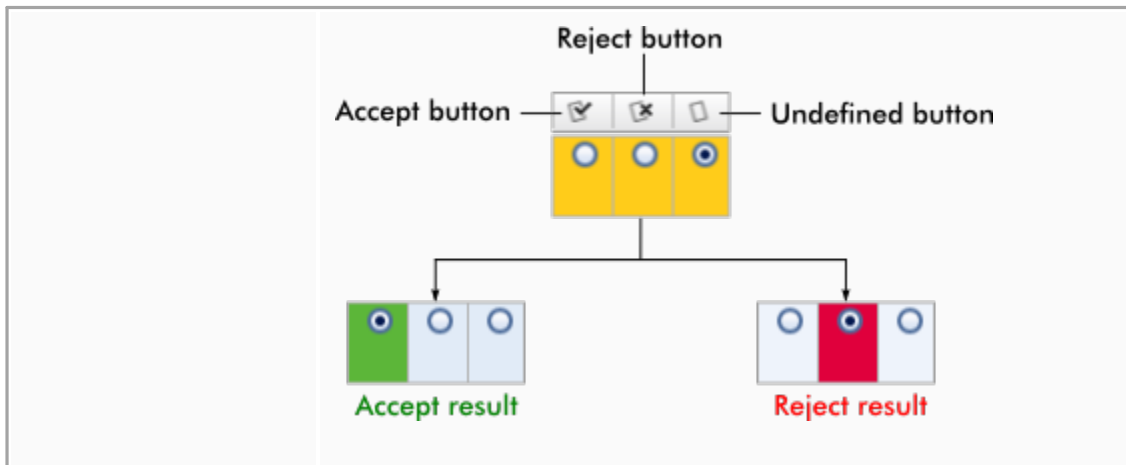 Reject button
Accept button
Undefined button
Accept result
Reject result